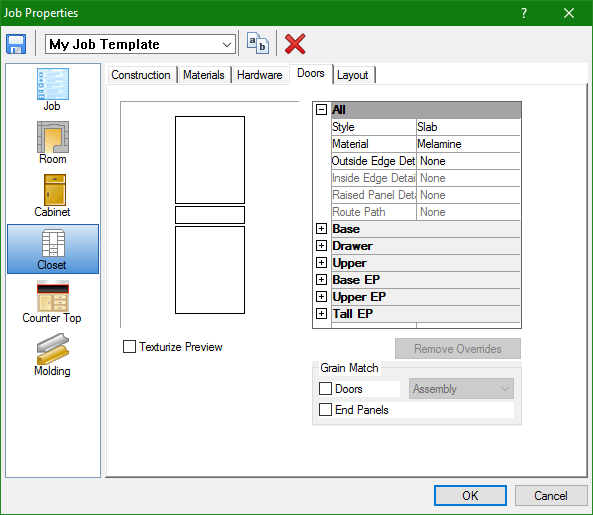 Job Properties
?
My Job Template
a b
Job
Room
Cabinet
Closet
Counter Top
Molding
Construction Materials Hardware Doors Layout
All
Style Slab
Material Melamine
Outside Edge Det None
Inside Edge Detai None
Raised Panel Deta None
Route Path None
Base
Drawer
Upper
Base EP
Upper EP
Tall EP
Texturize Preview
Remove Overrides
Grain Match
Doors Assembly
End Panels
OK Cancel